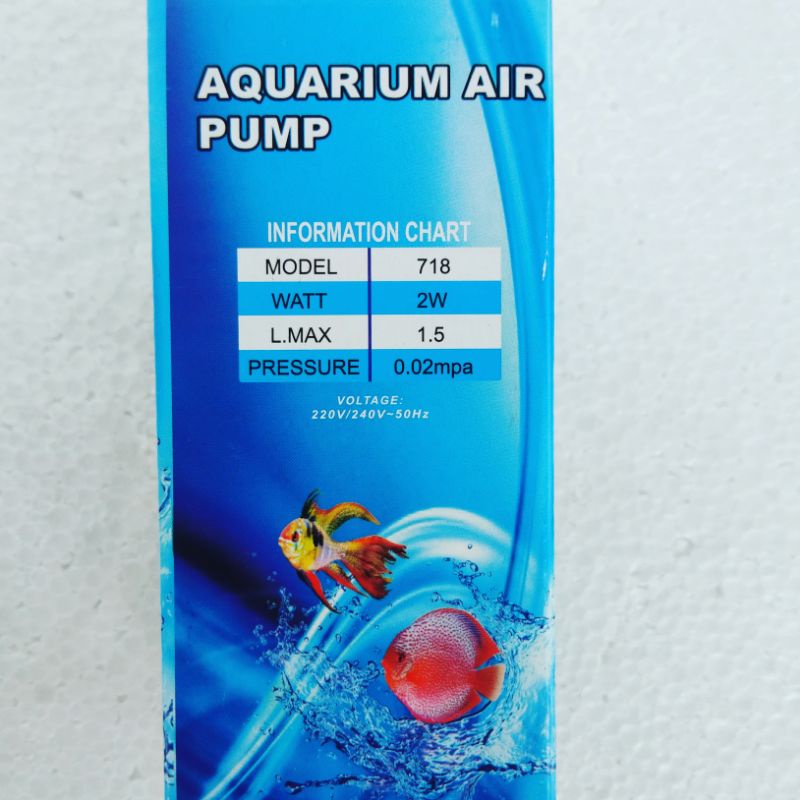 AQUARIUM AIR
PUMP
INFORMATION CHART
MODEL 718
WATT 2W
L.MAX 1.5
PRESSURE 0.02mpa
VOLTAGE:
220V/240V~50Hz